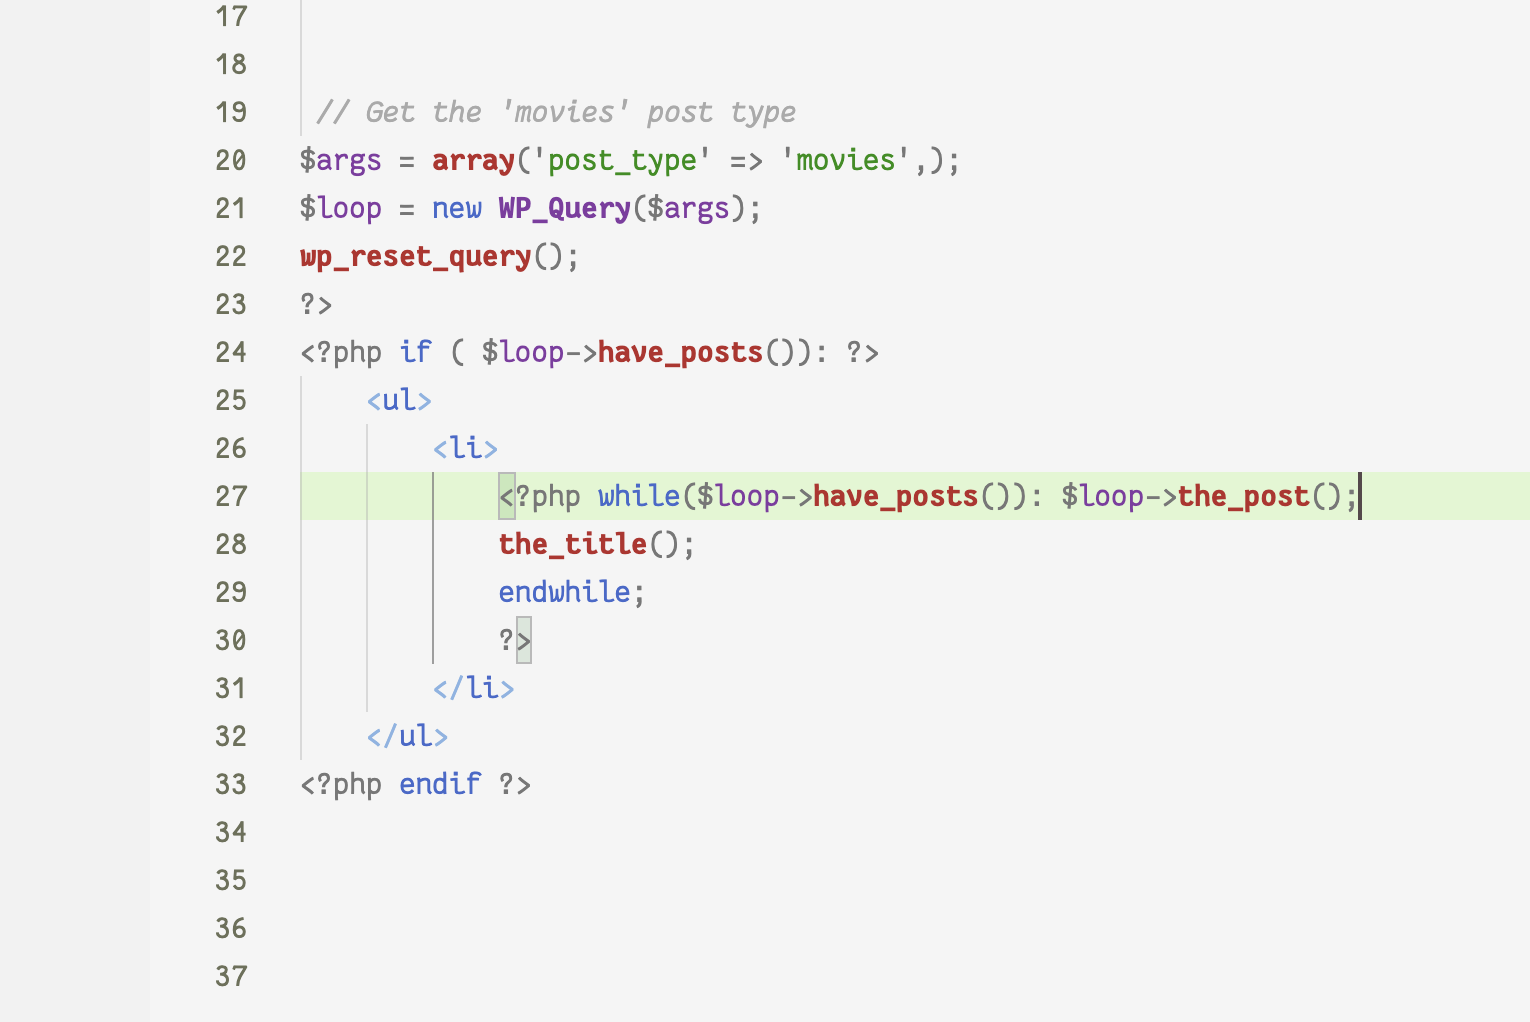 17
18
19 // Get the 'movies' post type
20 $args = array('post_type' => 'movies',);
21 $loop = new WP_Query($args);
22 wp_reset_query();
23 ?>
24 <?php if ( $loop->have_posts()): ?>
25 <ul>
26 <li>
27 <?php while($loop->have_posts()): $loop->the_post();
28 the_title();
29 endwhile;
30 ?>
31 </li>
32 </ul>
33 <?php endif ?>
34
35
36
37